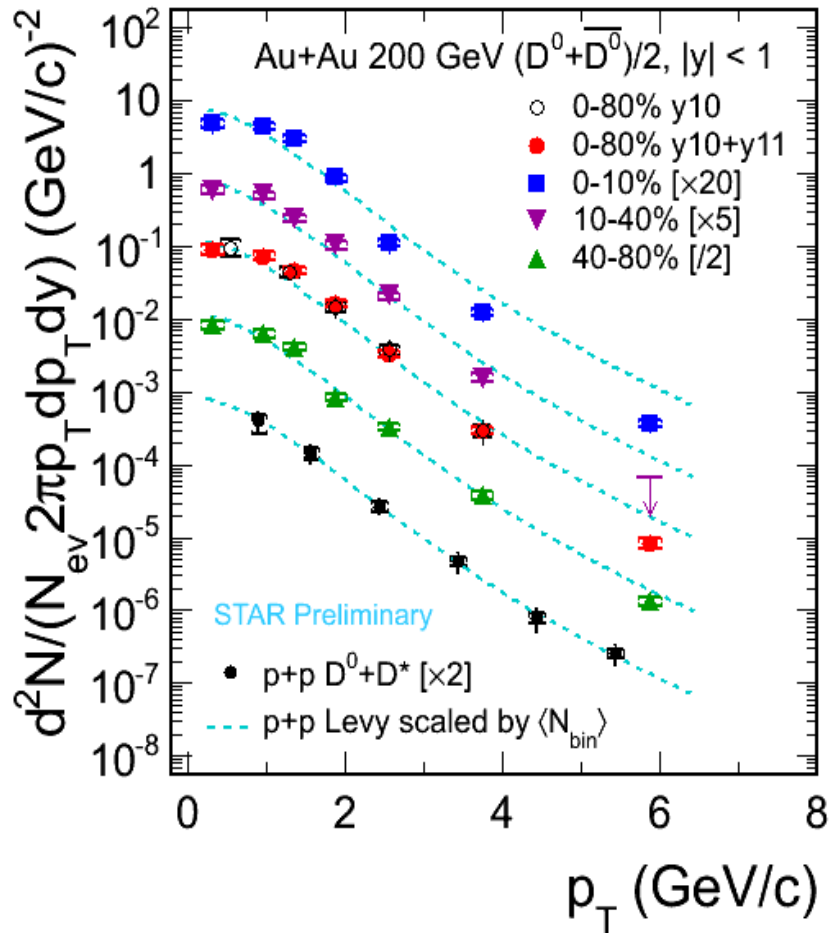 Au+Au 200 GeV (D⁰+D̅⁰)/2, |y| < 1
0-80% y10
0-80% y10+y11
0-10% [×20]
10-40% [×5]
40-80% [/2]
d²N/(N_ev 2πp_T dp_T dy) (GeV/c)⁻²
10²
10
1
10⁻¹
10⁻²
10⁻³
10⁻⁴
10⁻⁵
10⁻⁶
10⁻⁷
10⁻⁸
STAR Preliminary
p+p D⁰+D* [×2]
p+p Levy scaled by ⟨N_bin⟩
0 2 4 6 8
p_T (GeV/c)